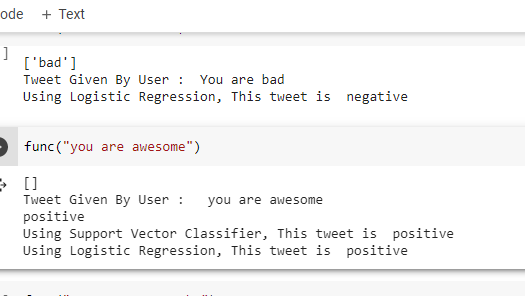 ode + Text
]
['bad']
Tweet Given By User :  You are bad
Using Logistic Regression, This tweet is  negative
func("you are awesome")
[]
Tweet Given By User :   you are awesome
positive
Using Support Vector Classifier, This tweet is  positive
Using Logistic Regression, This tweet is  positive